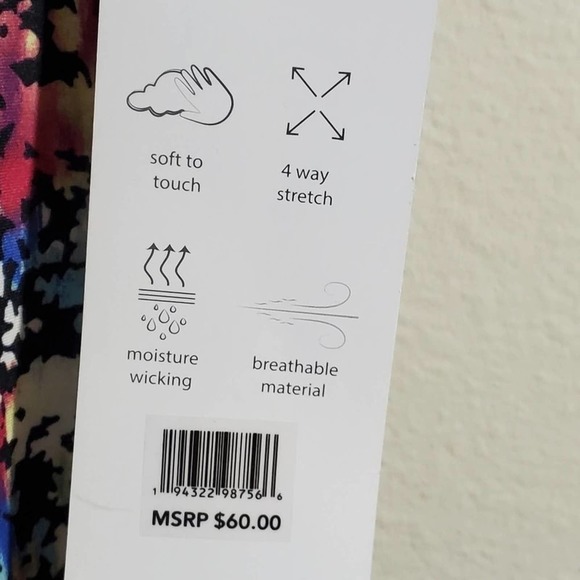 soft to
touch
4 way
stretch
moisture
wicking
breathable
material
1 94322 98756 6
MSRP $60.00